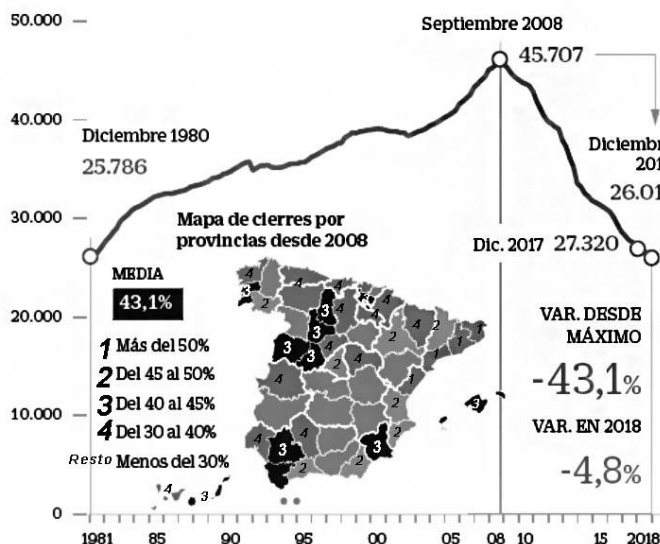 50.000
40.000
30.000
20.000
10.000
0
Septiembre 2008
45.707
Diciembre 1980
25.786
Diciemb
201
26.01
Dic. 2017 27.320
Mapa de cierres por
provincias desde 2008
MEDIA
43,1%
1 Más del 50%
2 Del 45 al 50%
3 Del 40 al 45%
4 Del 30 al 40%
Resto Menos del 30%
VAR. DESDE
MÁXIMO
-43,1%
VAR. EN 2018
-4,8%
1981 85 90 95 00 05 08 10 15 2018